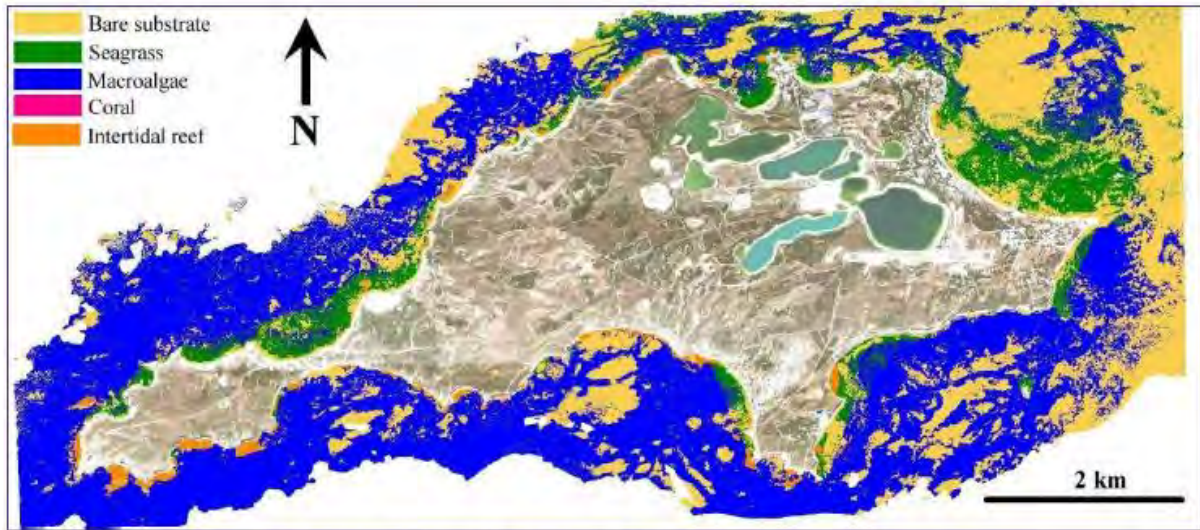 Bare substrate
Seagrass
Macroalgae
Coral
Intertidal reef
N
2 km